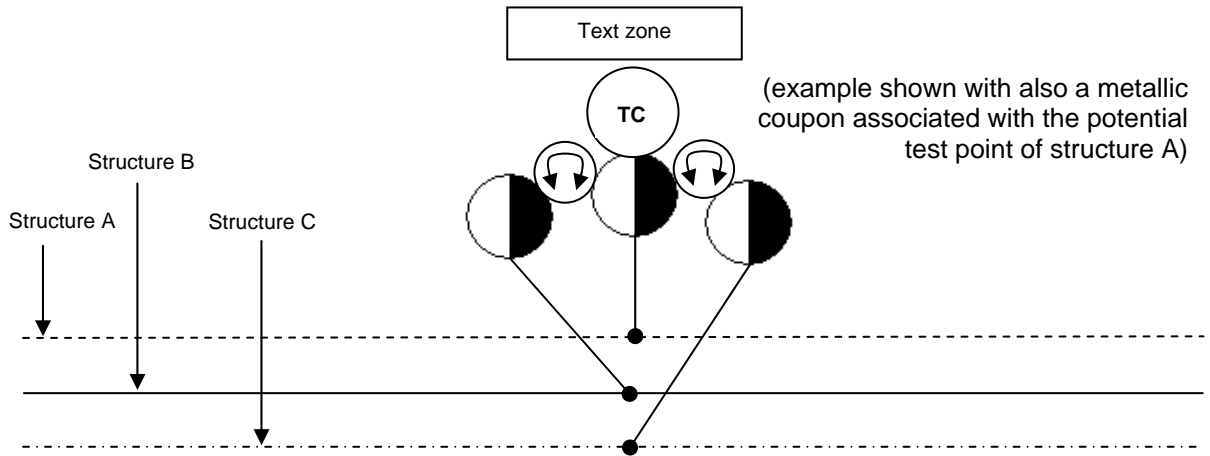 Text zone
(example shown with also a metallic
coupon associated with the potential
test point of structure A)
TC
Structure B
Structure A
Structure C